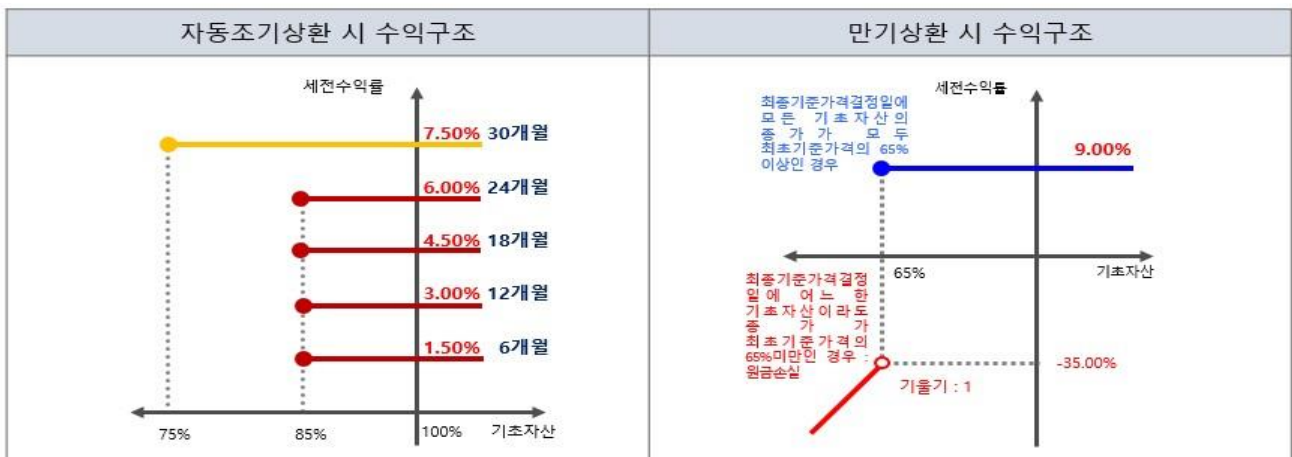 자동조기상환 시 수익구조
세전수익률
7.50% 30개월
6.00% 24개월
4.50% 18개월
3.00% 12개월
1.50% 6개월
75%
85%
100%
기초자산
만기상환 시 수익구조
최종기준가격결정일에
모든 기초자산의
종가가 모두
최초기준가격의 65%
이상인 경우
세전수익률
9.00%
65%
기초자산
최종기준가격결정
일에 어느 한
기초자산이라도
종가가
최초기준가격의
65%미만인 경우 :
원금손실
-35.00%
기울기 : 1